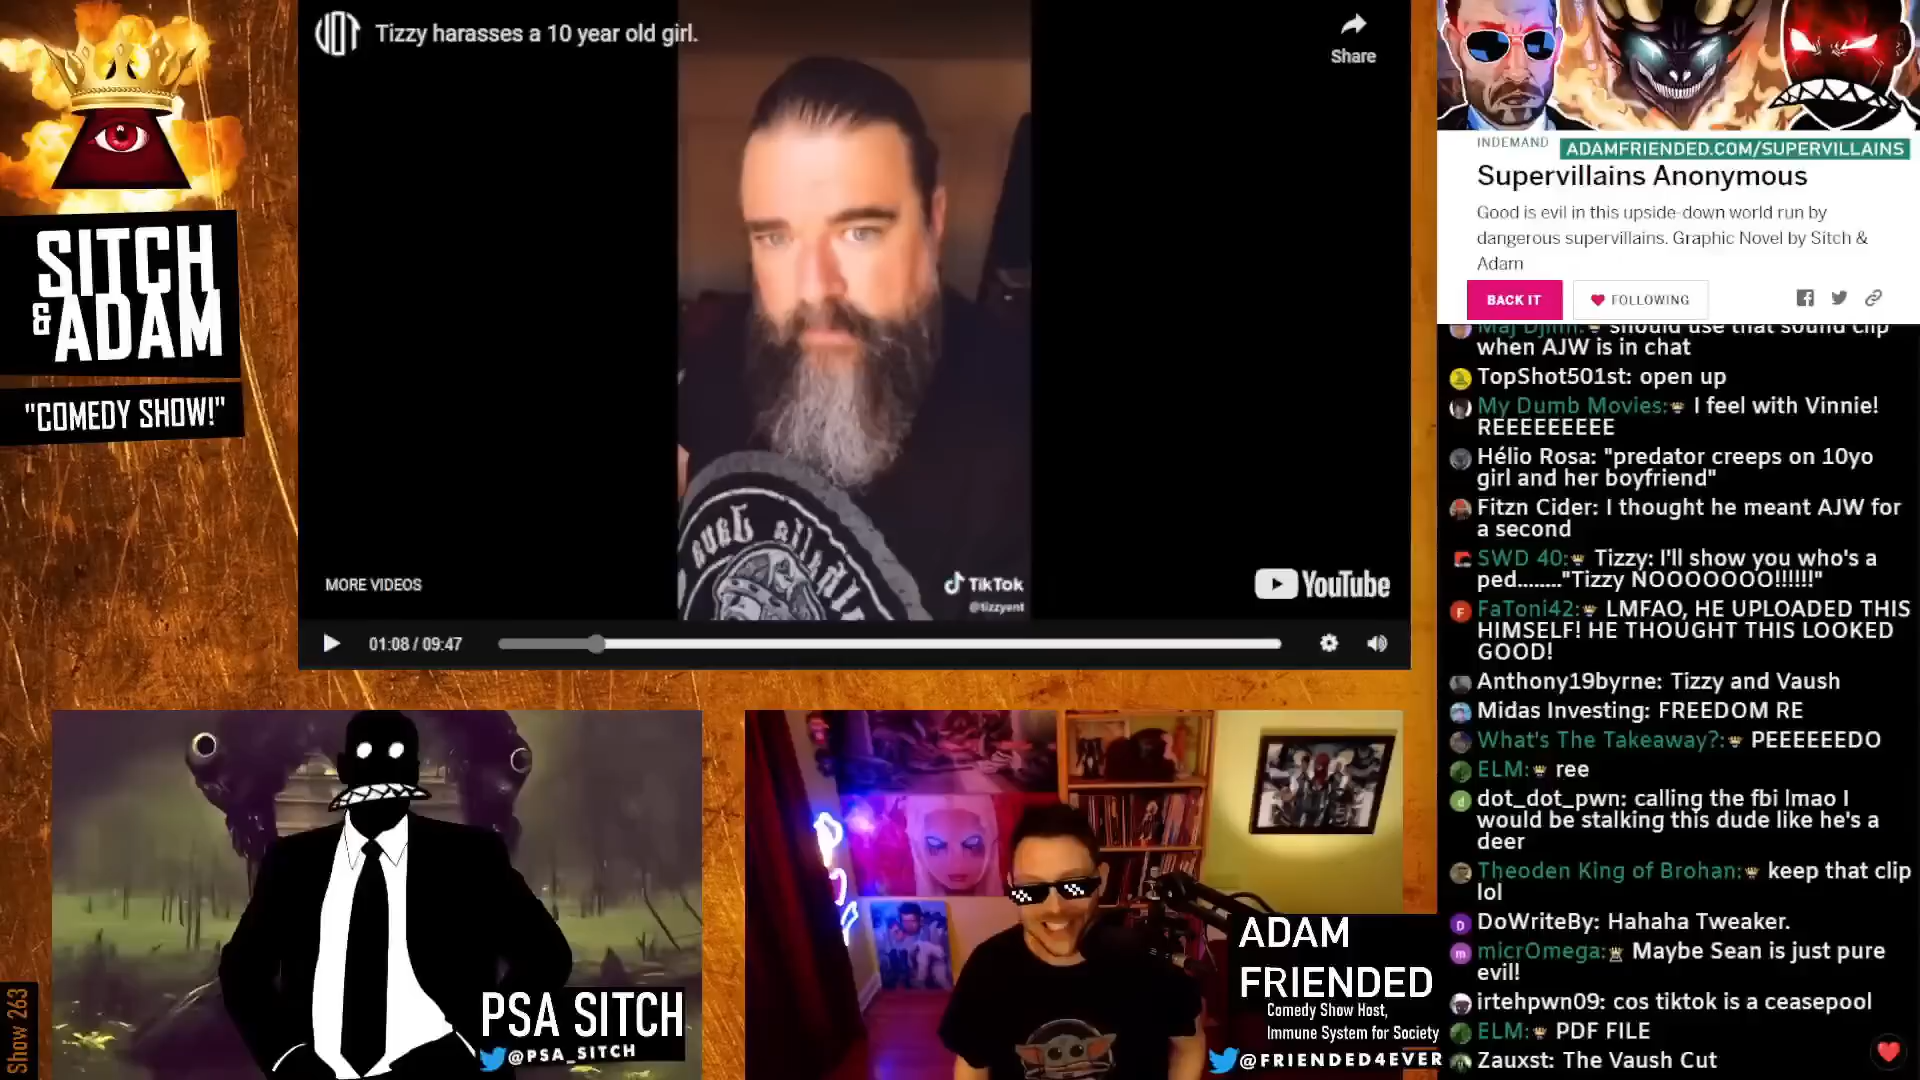 SITCH
& ADAM
"COMEDY SHOW!"
Show 263
Tizzy harasses a 10 year old girl.
Share
MORE VIDEOS
TikTok
@tizzyent
YouTube
01:08 / 09:47
PSA SITCH
@PSA_SITCH
ADAM
FRIENDED
Comedy Show Host,
Immune System for Society
@FRIENDED4EVER
INDEMAND
ADAMFRIENDED.COM/SUPERVILLAINS
Supervillains Anonymous
Good is evil in this upside-down world run by
dangerous supervillains. Graphic Novel by Sitch &
Adam
BACK IT
FOLLOWING
Maj Djinn: should use that sound clip
when AJW is in chat
TopShot501st: open up
My Dumb Movies: I feel with Vinnie!
REEEEEEEEE
Hélio Rosa: "predator creeps on 10yo
girl and her boyfriend"
Fitzn Cider: I thought he meant AJW for
a second
SWD 40: Tizzy: I'll show you who's a
ped........"Tizzy NOOOOOOO!!!!!!"
FaToni42: LMFAO, HE UPLOADED THIS
HIMSELF! HE THOUGHT THIS LOOKED
GOOD!
Anthony19byrne: Tizzy and Vaush
Midas Investing: FREEDOM RE
What's The Takeaway?: PEEEEEEDO
ELM: ree
dot_dot_pwn: calling the fbi lmao I
would be stalking this dude like he's a
deer
Theoden King of Brohan: keep that clip
lol
DoWriteBy: Hahaha Tweaker.
micrOmega: Maybe Sean is just pure
evil!
irtehpwn09: cos tiktok is a ceasepool
ELM: PDF FILE
Zauxst: The Vaush Cut